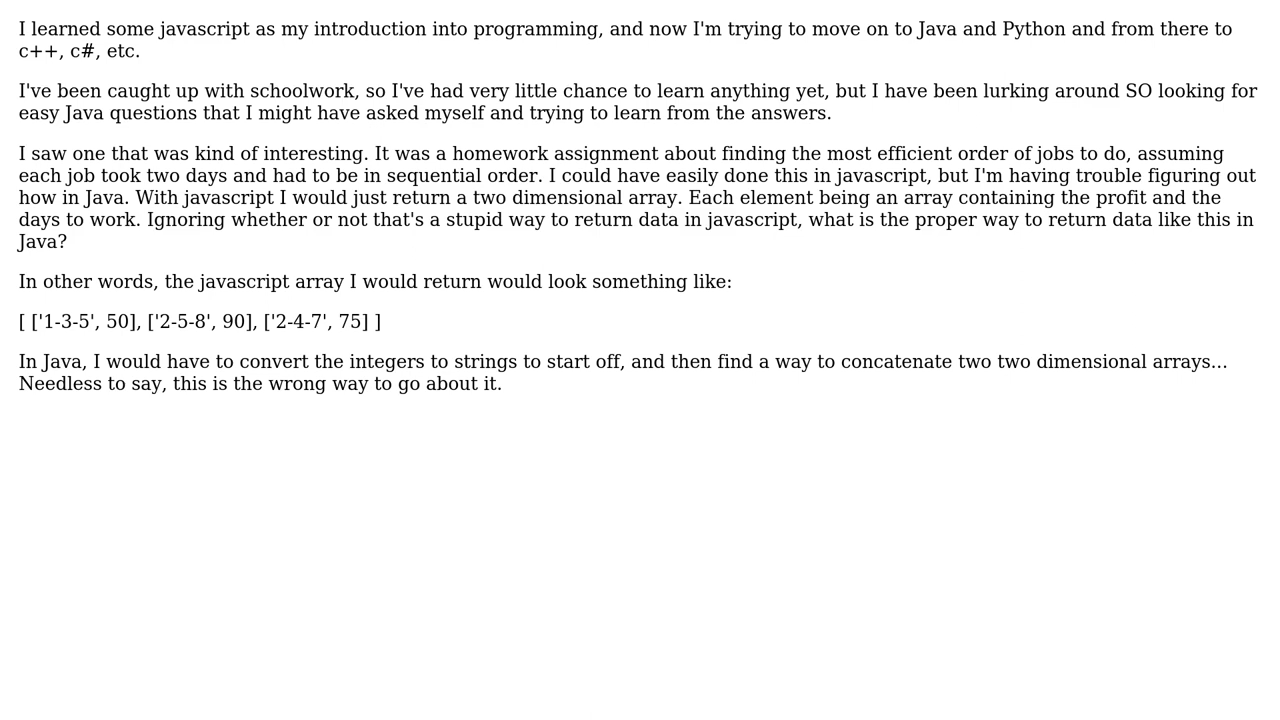 I learned some javascript as my introduction into programming, and now I'm trying to move on to Java and Python and from there to
c++, c#, etc.
I've been caught up with schoolwork, so I've had very little chance to learn anything yet, but I have been lurking around SO looking for
easy Java questions that I might have asked myself and trying to learn from the answers.
I saw one that was kind of interesting. It was a homework assignment about finding the most efficient order of jobs to do, assuming
each job took two days and had to be in sequential order. I could have easily done this in javascript, but I'm having trouble figuring out
how in Java. With javascript I would just return a two dimensional array. Each element being an array containing the profit and the
days to work. Ignoring whether or not that's a stupid way to return data in javascript, what is the proper way to return data like this in
Java?
In other words, the javascript array I would return would look something like:
[ ['1-3-5', 50], ['2-5-8', 90], ['2-4-7', 75] ]
In Java, I would have to convert the integers to strings to start off, and then find a way to concatenate two two dimensional arrays...
Needless to say, this is the wrong way to go about it.